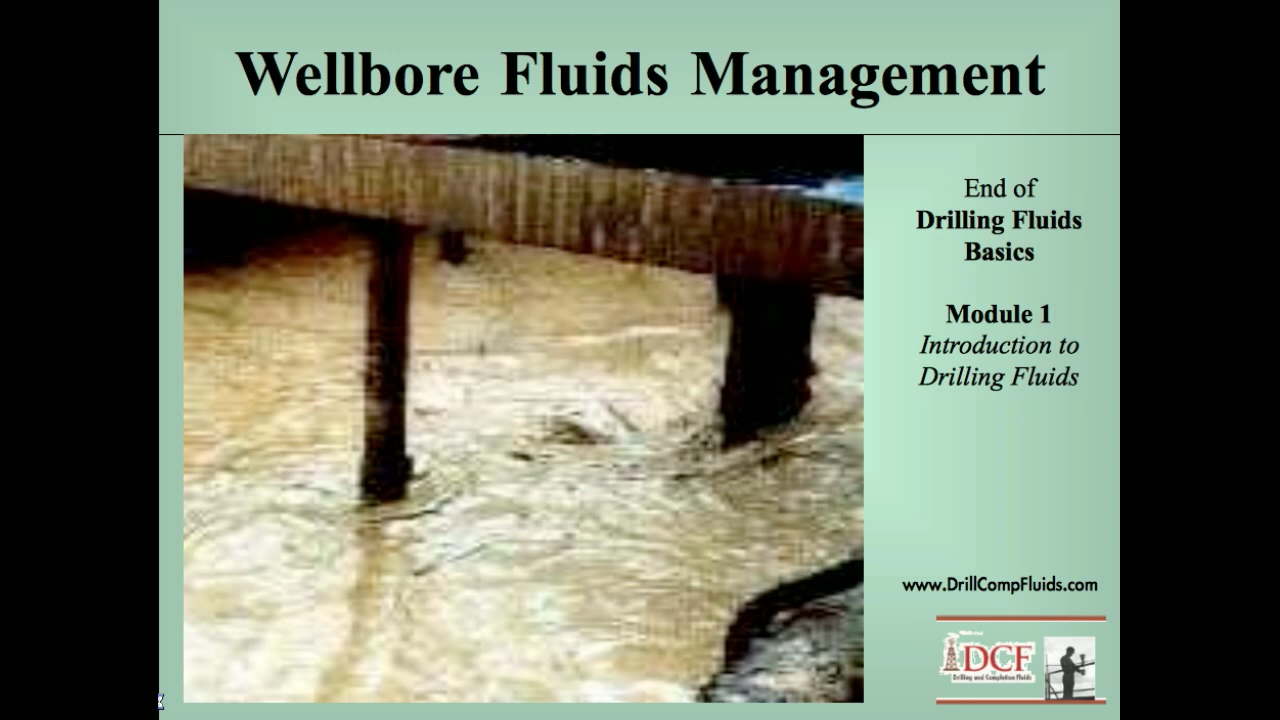 Wellbore Fluids Management
End of
Drilling Fluids
Basics
Module 1
Introduction to
Drilling Fluids
www.DrillCompFluids.com
DCF
Drilling and Completion Fluids